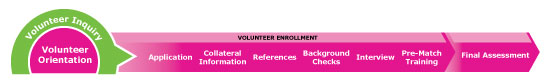 Volunteer Inquiry
Volunteer
Orientation
VOLUNTEER ENROLLMENT
Application
Collateral
Information
References
Background
Checks
Interview
Pre-Match
Training
Final Assessment